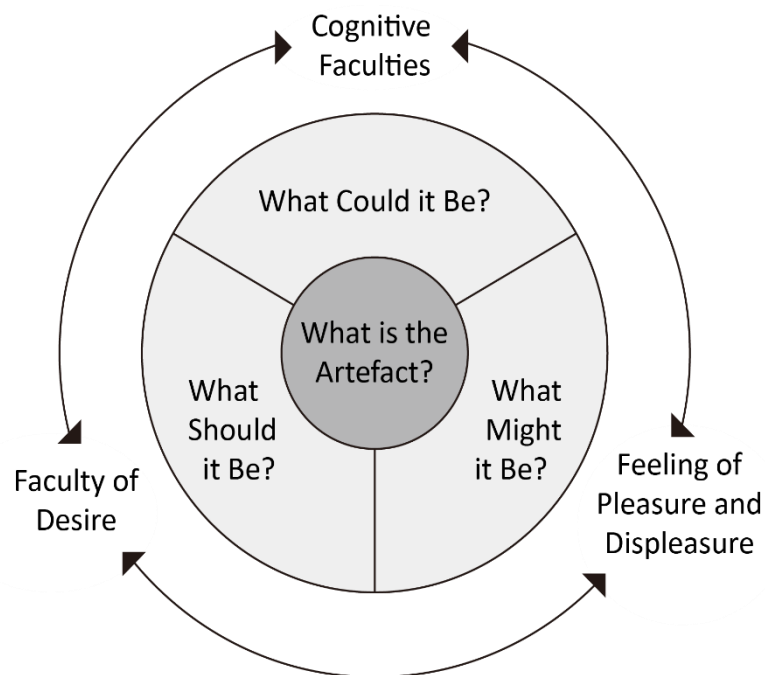 Cognitive
Faculties
What Could it Be?
What is the
Artefact?
What
Should
it Be?
What
Might
it Be?
Faculty of
Desire
Feeling of
Pleasure and
Displeasure